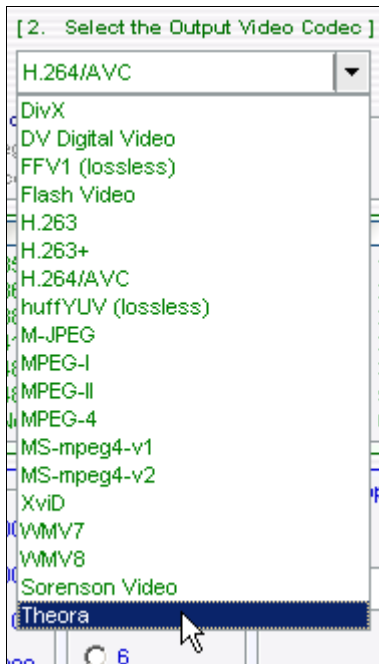 [ 2. Select the Output Video Codec ]
H.264/AVC
DivX
DV Digital Video
FFV1 (lossless)
Flash Video
H.263
H.263+
H.264/AVC
huffYUV (lossless)
M-JPEG
MPEG-I
MPEG-II
MPEG-4
MS-mpeg4-v1
MS-mpeg4-v2
XviD
WMV7
WMV8
Sorenson Video
Theora
6